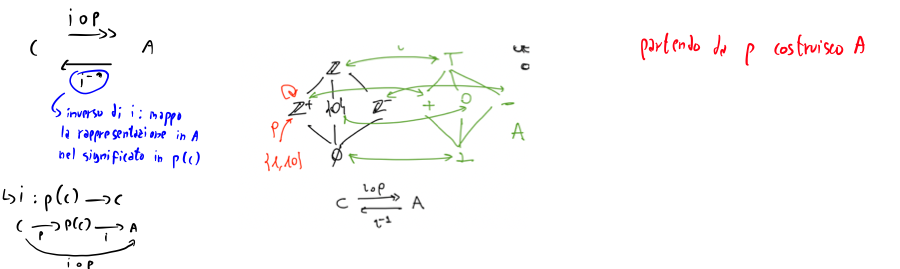 i o p
C A
i⁻¹
inverso di i : mappo
la rappresentazione in A
nel significato in p(c)
↳ i : p(c) → C
C → p(c) → A
p i
i o p
i
ℤ T
ℤ⁺ {0} ℤ⁻ + 0 -
p
{1,10}
∅ ⊥
A
i o p
C A
i⁻¹
partendo da p costruisco A